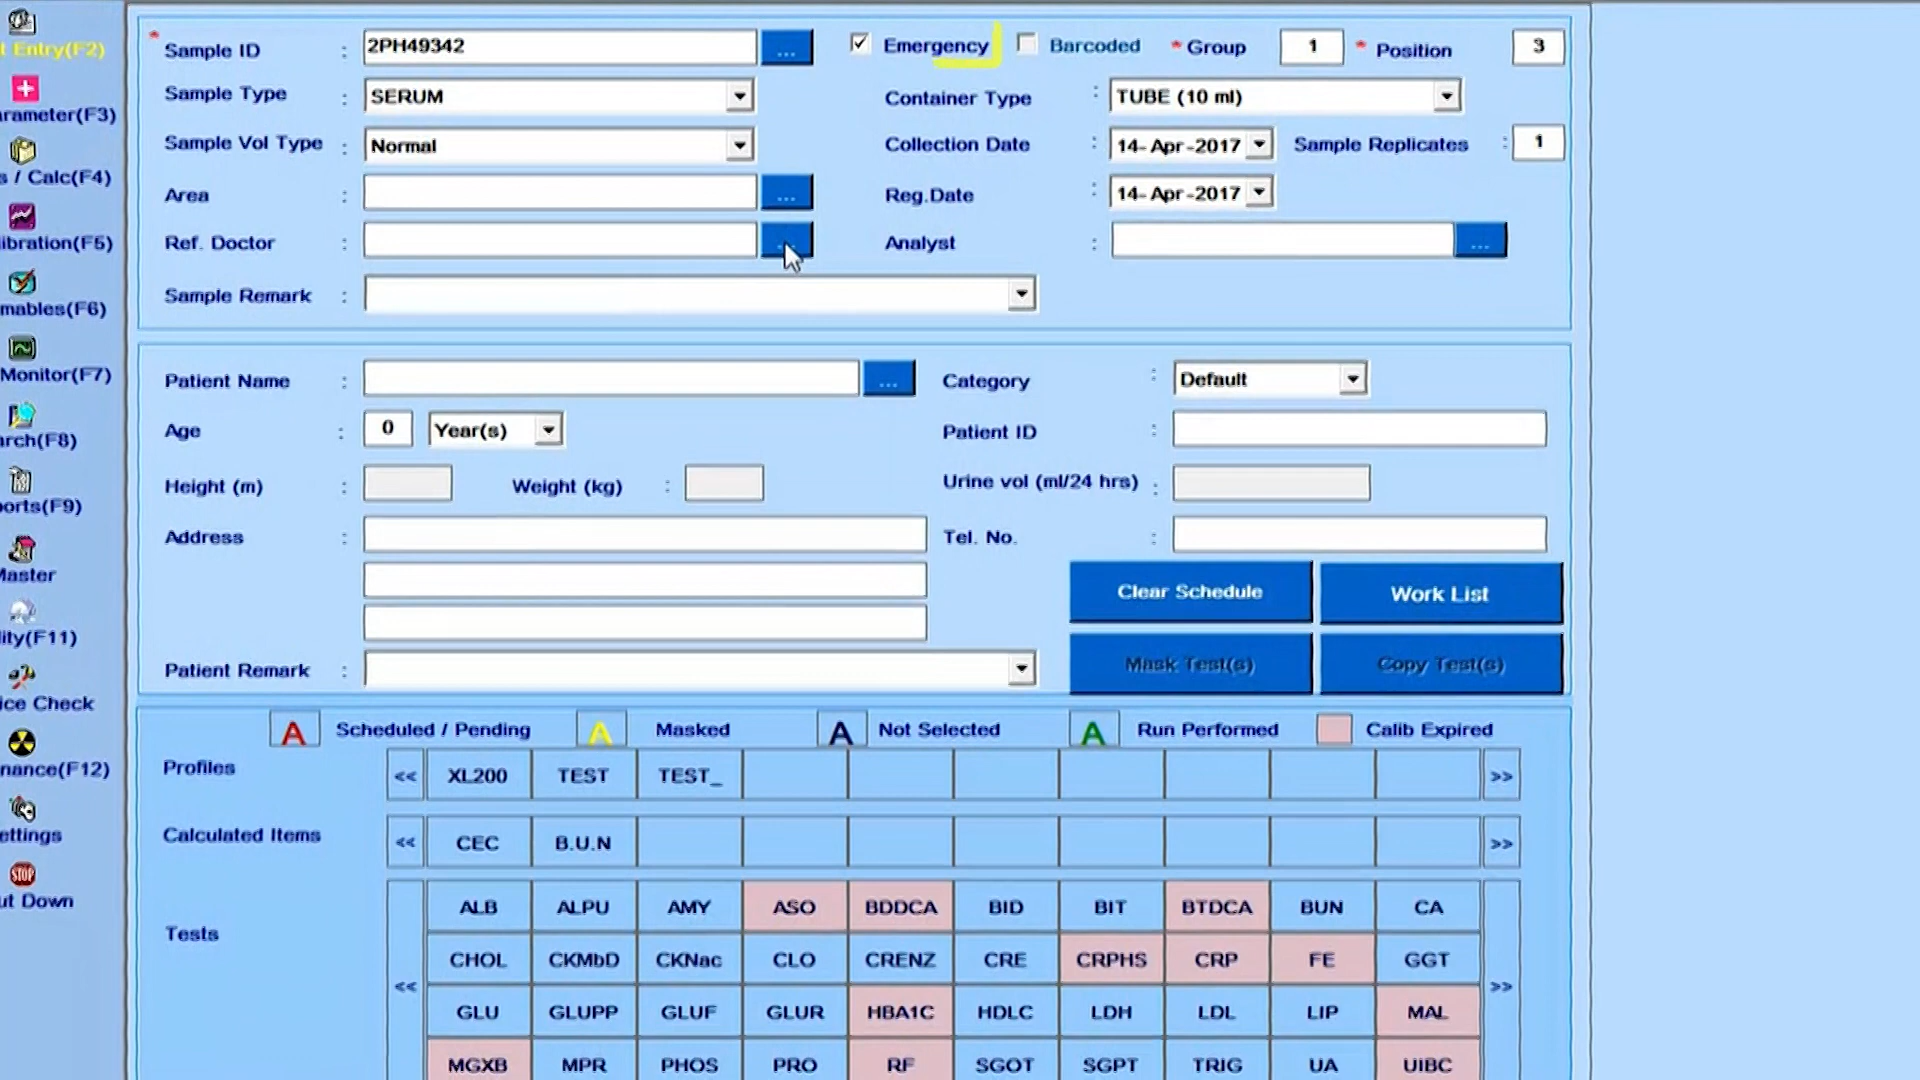 t Entry(F2)
arameter(F3)
s / Calc(F4)
ibration(F5)
mables(F6)
Monitor(F7)
arch(F8)
ports(F9)
Master
lity(F11)
ice Check
nance(F12)
ettings
STOP
ut Down
* Sample ID : 2PH49342 ... Emergency Barcoded * Group 1 * Position 3
Sample Type : SERUM Container Type : TUBE (10 ml)
Sample Vol Type : Normal Collection Date : 14-Apr-2017 Sample Replicates : 1
Area : ... Reg.Date : 14-Apr-2017
Ref. Doctor : ... Analyst : ...
Sample Remark :
Patient Name : ... Category : Default
Age : 0 Year(s) Patient ID :
Height (m) : Weight (kg) : Urine vol (ml/24 hrs) :
Address : Tel. No. :
Clear Schedule Work List
Patient Remark : Mask Test(s) Copy Test(s)
A Scheduled / Pending A Masked A Not Selected A Run Performed Calib Expired
Profiles << XL200 TEST TEST_ >>
Calculated Items << CEC B.U.N >>
Tests << >>
ALB ALPU AMY ASO BDDCA BID BIT BTDCA BUN CA
CHOL CKMbD CKNac CLO CRENZ CRE CRPHS CRP FE GGT
GLU GLUPP GLUF GLUR HBA1C HDLC LDH LDL LIP MAL
MGXB MPR PHOS PRO RF SGOT SGPT TRIG UA UIBC